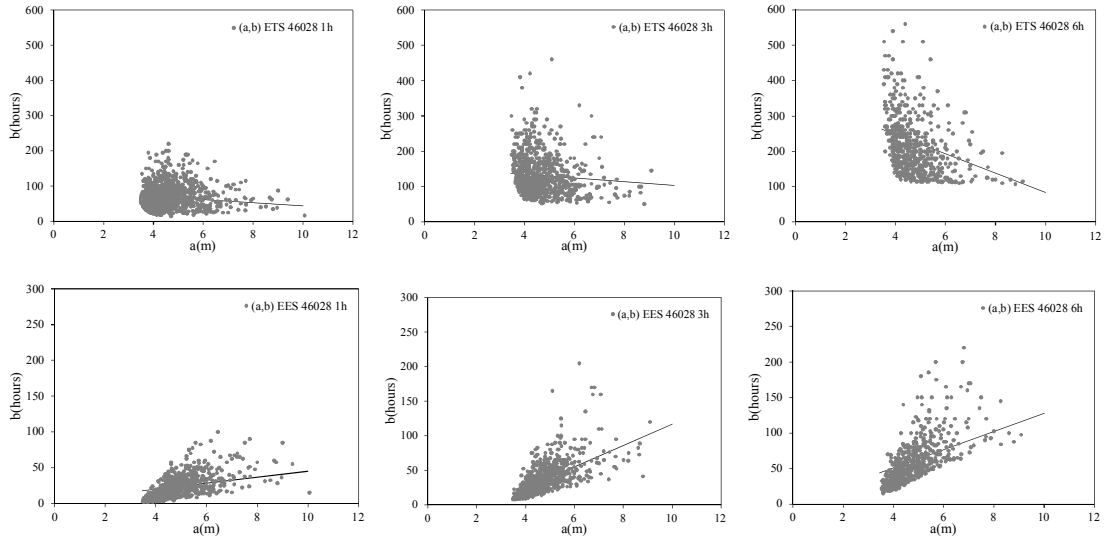 600
500
400
300
200
100
0
b(hours)
(a,b) ETS 46028 1h
0 2 4 6 8 10 12
a(m)
600
500
400
300
200
100
0
b(hours)
(a,b) ETS 46028 3h
0 2 4 6 8 10 12
a(m)
600
500
400
300
200
100
0
b(hours)
(a,b) ETS 46028 6h
0 2 4 6 8 10 12
a(m)
300
250
200
150
100
50
0
b(hours)
(a,b) EES 46028 1h
0 2 4 6 8 10 12
a(m)
300
250
200
150
100
50
0
b(hours)
(a,b) EES 46028 3h
0 2 4 6 8 10 12
a(m)
300
250
200
150
100
50
0
b(hours)
(a,b) EES 46028 6h
0 2 4 6 8 10 12
a(m)